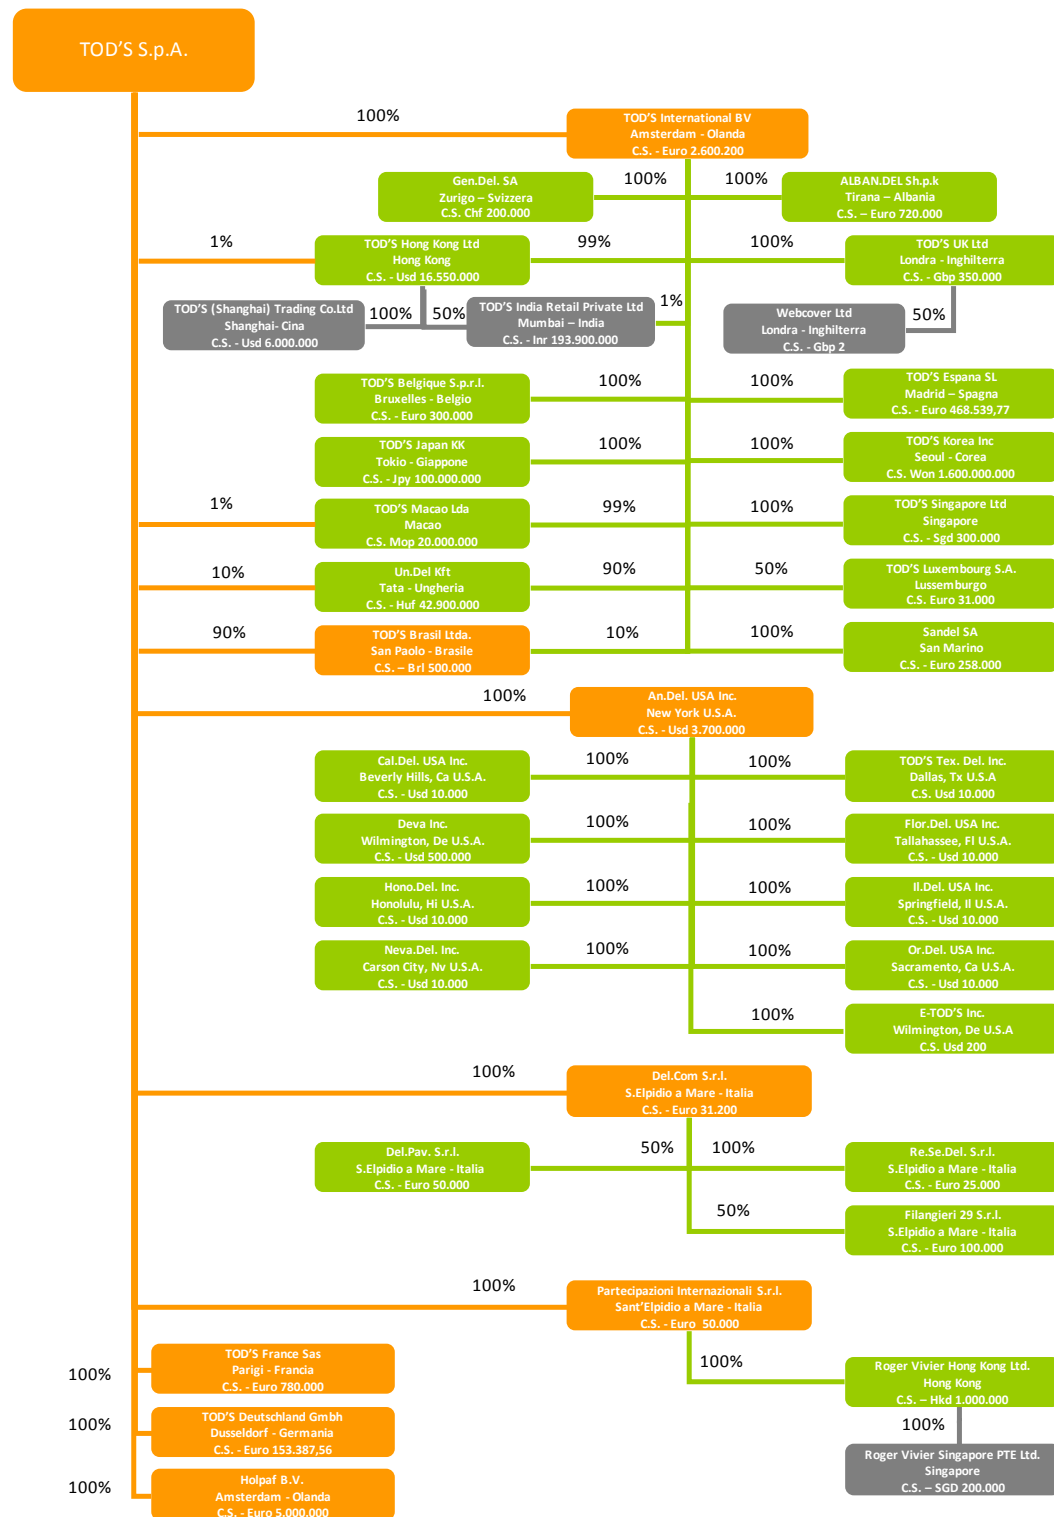 TOD'S S.p.A.
100%
TOD'S International BV
Amsterdam - Olanda
C.S. - Euro 2.600.200
Gen.Del. SA
Zurigo – Svizzera
C.S. Chf 200.000
100%
100%
ALBAN.DEL Sh.p.k
Tirana – Albania
C.S. – Euro 720.000
1%
TOD'S Hong Kong Ltd
Hong Kong
C.S. - Usd 16.550.000
99%
100%
TOD'S UK Ltd
Londra - Inghilterra
C.S. - Gbp 350.000
TOD'S (Shanghai) Trading Co.Ltd
Shanghai- Cina
C.S. - Usd 6.000.000
100%
50%
TOD'S India Retail Private Ltd
Mumbai – India
C.S. - Inr 193.900.000
1%
Webcover Ltd
Londra - Inghilterra
C.S. - Gbp 2
50%
TOD'S Belgique S.p.r.l.
Bruxelles - Belgio
C.S. - Euro 300.000
100%
100%
TOD'S Espana SL
Madrid – Spagna
C.S. - Euro 468.539,77
TOD'S Japan KK
Tokio - Giappone
C.S. - Jpy 100.000.000
100%
100%
TOD'S Korea Inc
Seoul - Corea
C.S. Won 1.600.000.000
1%
TOD'S Macao Lda
Macao
C.S. Mop 20.000.000
99%
100%
TOD'S Singapore Ltd
Singapore
C.S. - Sgd 300.000
10%
Un.Del Kft
Tata - Ungheria
C.S. - Huf 42.900.000
90%
50%
TOD'S Luxembourg S.A.
Lussemburgo
C.S. Euro 31.000
90%
TOD'S Brasil Ltda.
San Paolo - Brasile
C.S. – Brl 500.000
10%
100%
Sandel SA
San Marino
C.S. - Euro 258.000
100%
An.Del. USA Inc.
New York U.S.A.
C.S. - Usd 3.700.000
Cal.Del. USA Inc.
Beverly Hills, Ca U.S.A.
C.S. - Usd 10.000
100%
100%
TOD'S Tex. Del. Inc.
Dallas, Tx U.S.A
C.S. Usd 10.000
Deva Inc.
Wilmington, De U.S.A.
C.S. - Usd 500.000
100%
100%
Flor.Del. USA Inc.
Tallahassee, Fl U.S.A.
C.S. - Usd 10.000
Hono.Del. Inc.
Honolulu, Hi U.S.A.
C.S. - Usd 10.000
100%
100%
Il.Del. USA Inc.
Springfield, Il U.S.A.
C.S. - Usd 10.000
Neva.Del. Inc.
Carson City, Nv U.S.A.
C.S. - Usd 10.000
100%
100%
Or.Del. USA Inc.
Sacramento, Ca U.S.A.
C.S. - Usd 10.000
100%
E-TOD'S Inc.
Wilmington, De U.S.A
C.S. Usd 200
100%
Del.Com S.r.l.
S.Elpidio a Mare - Italia
C.S. - Euro 31.200
Del.Pav. S.r.l.
S.Elpidio a Mare - Italia
C.S. - Euro 50.000
50%
100%
Re.Se.Del. S.r.l.
S.Elpidio a Mare - Italia
C.S. - Euro 25.000
50%
Filangieri 29 S.r.l.
S.Elpidio a Mare - Italia
C.S. - Euro 100.000
100%
Partecipazioni Internazionali S.r.l.
Sant'Elpidio a Mare - Italia
C.S. - Euro 50.000
100%
TOD'S France Sas
Parigi - Francia
C.S. - Euro 780.000
100%
Roger Vivier Hong Kong Ltd.
Hong Kong
C.S. – Hkd 1.000.000
100%
TOD'S Deutschland Gmbh
Dusseldorf - Germania
C.S. - Euro 153.387,56
100%
Roger Vivier Singapore PTE Ltd.
Singapore
C.S. – SGD 200.000
100%
Holpaf B.V.
Amsterdam - Olanda
C.S. - Euro 5.000.000